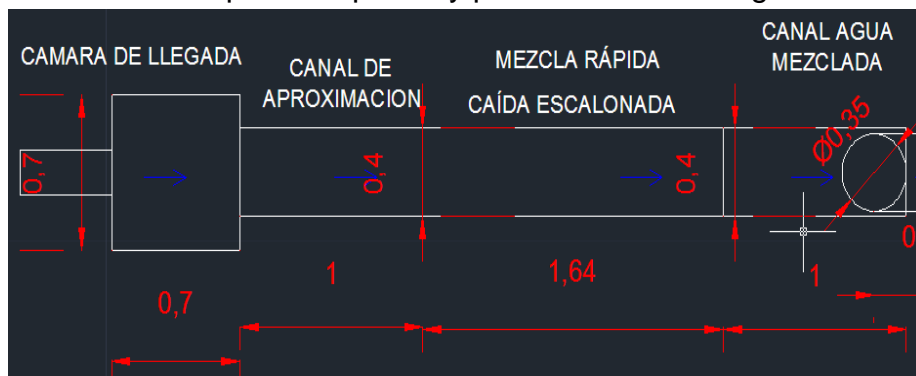 CAMARA DE LLEGADA
CANAL DE
APROXIMACION
MEZCLA RÁPIDA
CAÍDA ESCALONADA
CANAL AGUA
MEZCLADA
0,7
0,4
0,4
Ø0,35
0
0,7
1
1,64
1